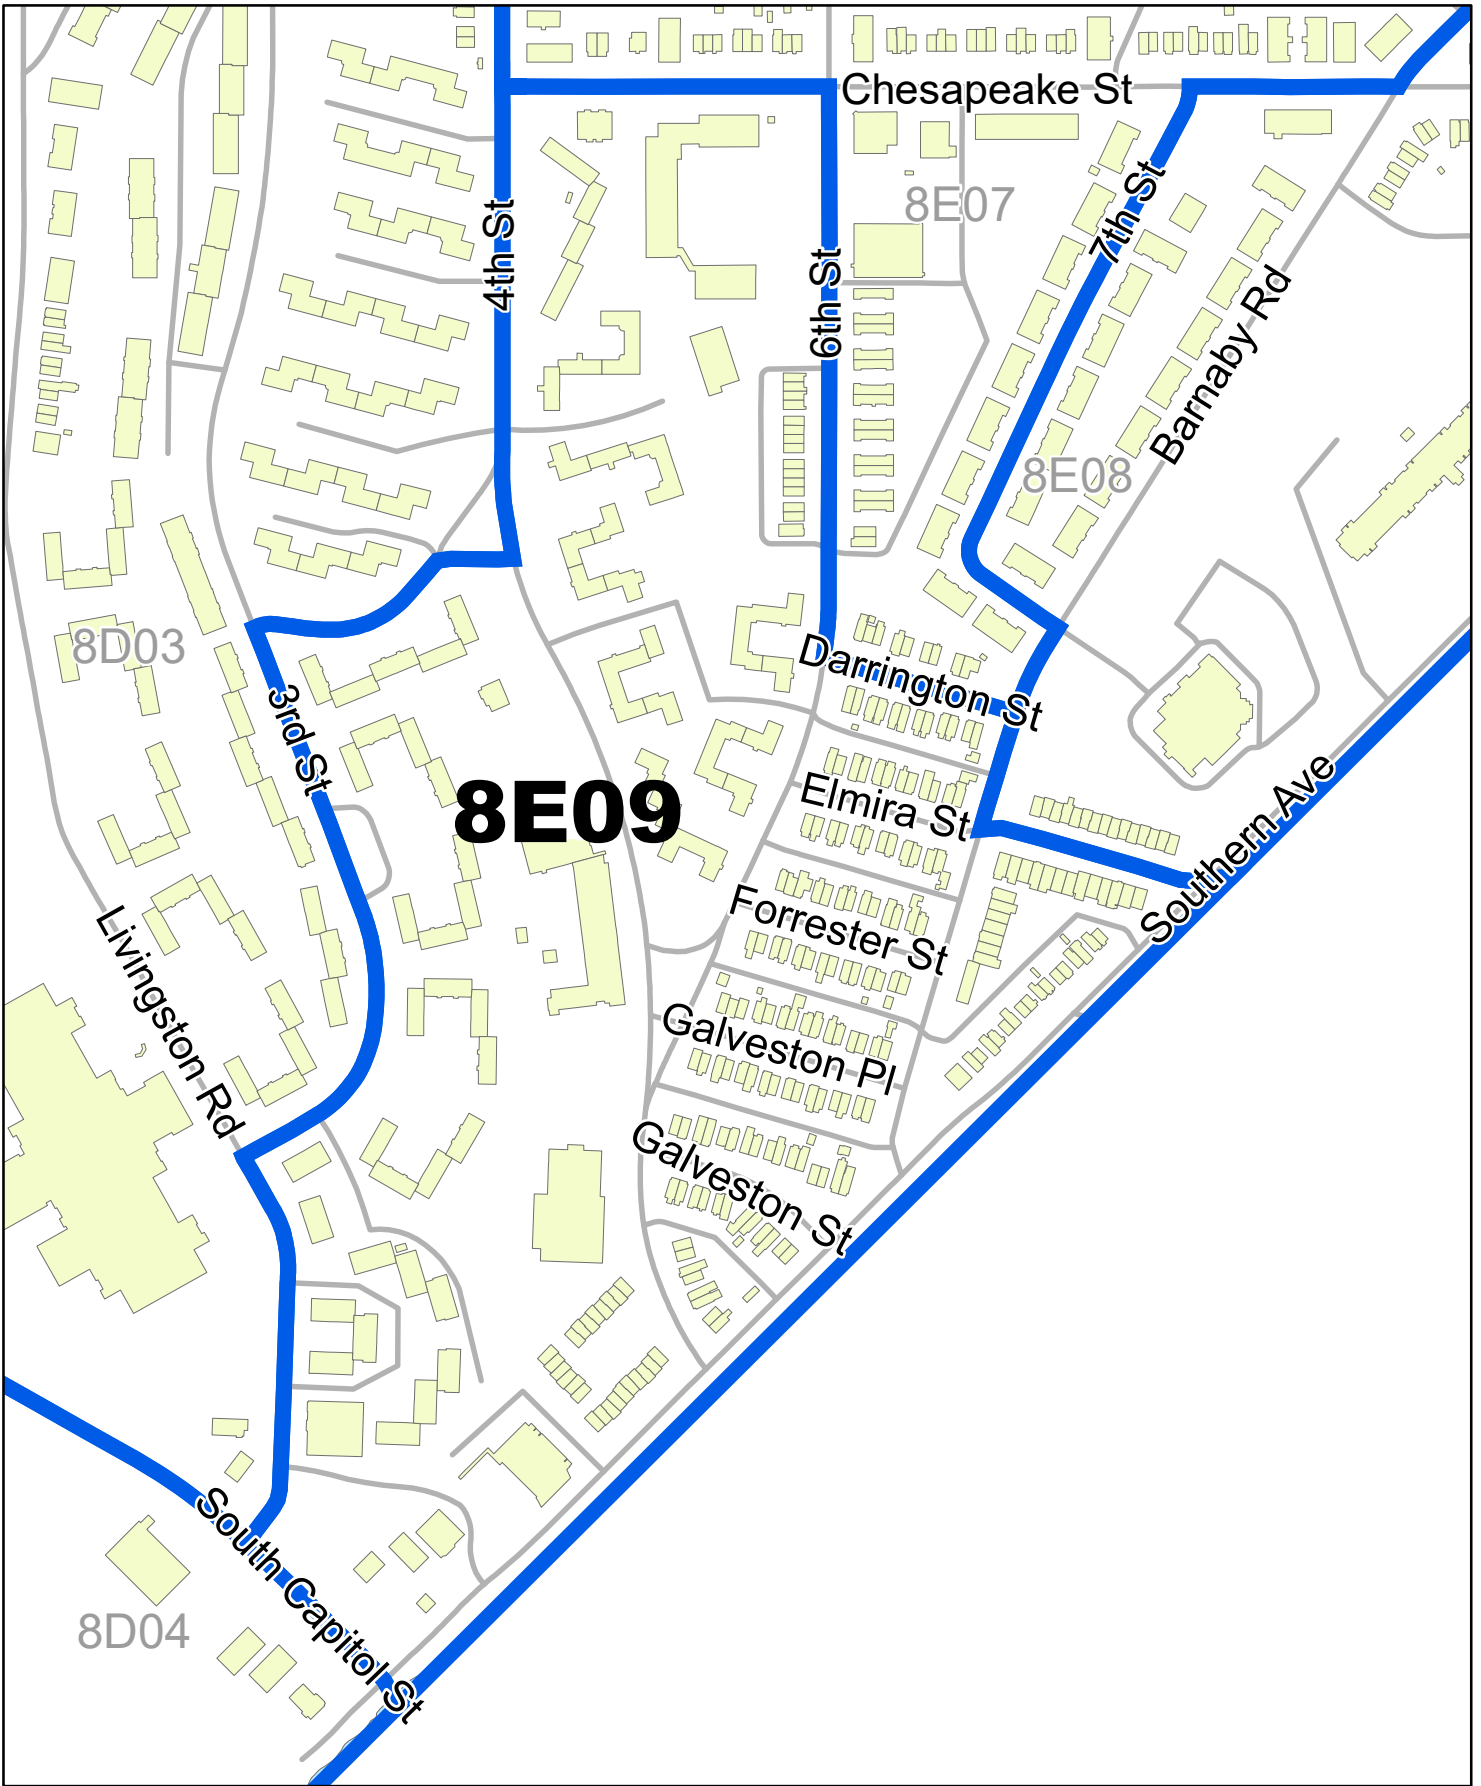 Chesapeake St
8E07
7th St
4th St
6th St
Barnaby Rd
8E08
8D03
Darrington St
3rd St
8E09
Elmira St
Southern Ave
Forrester St
Livingston Rd
Galveston Pl
Galveston St
South Capitol St
8D04